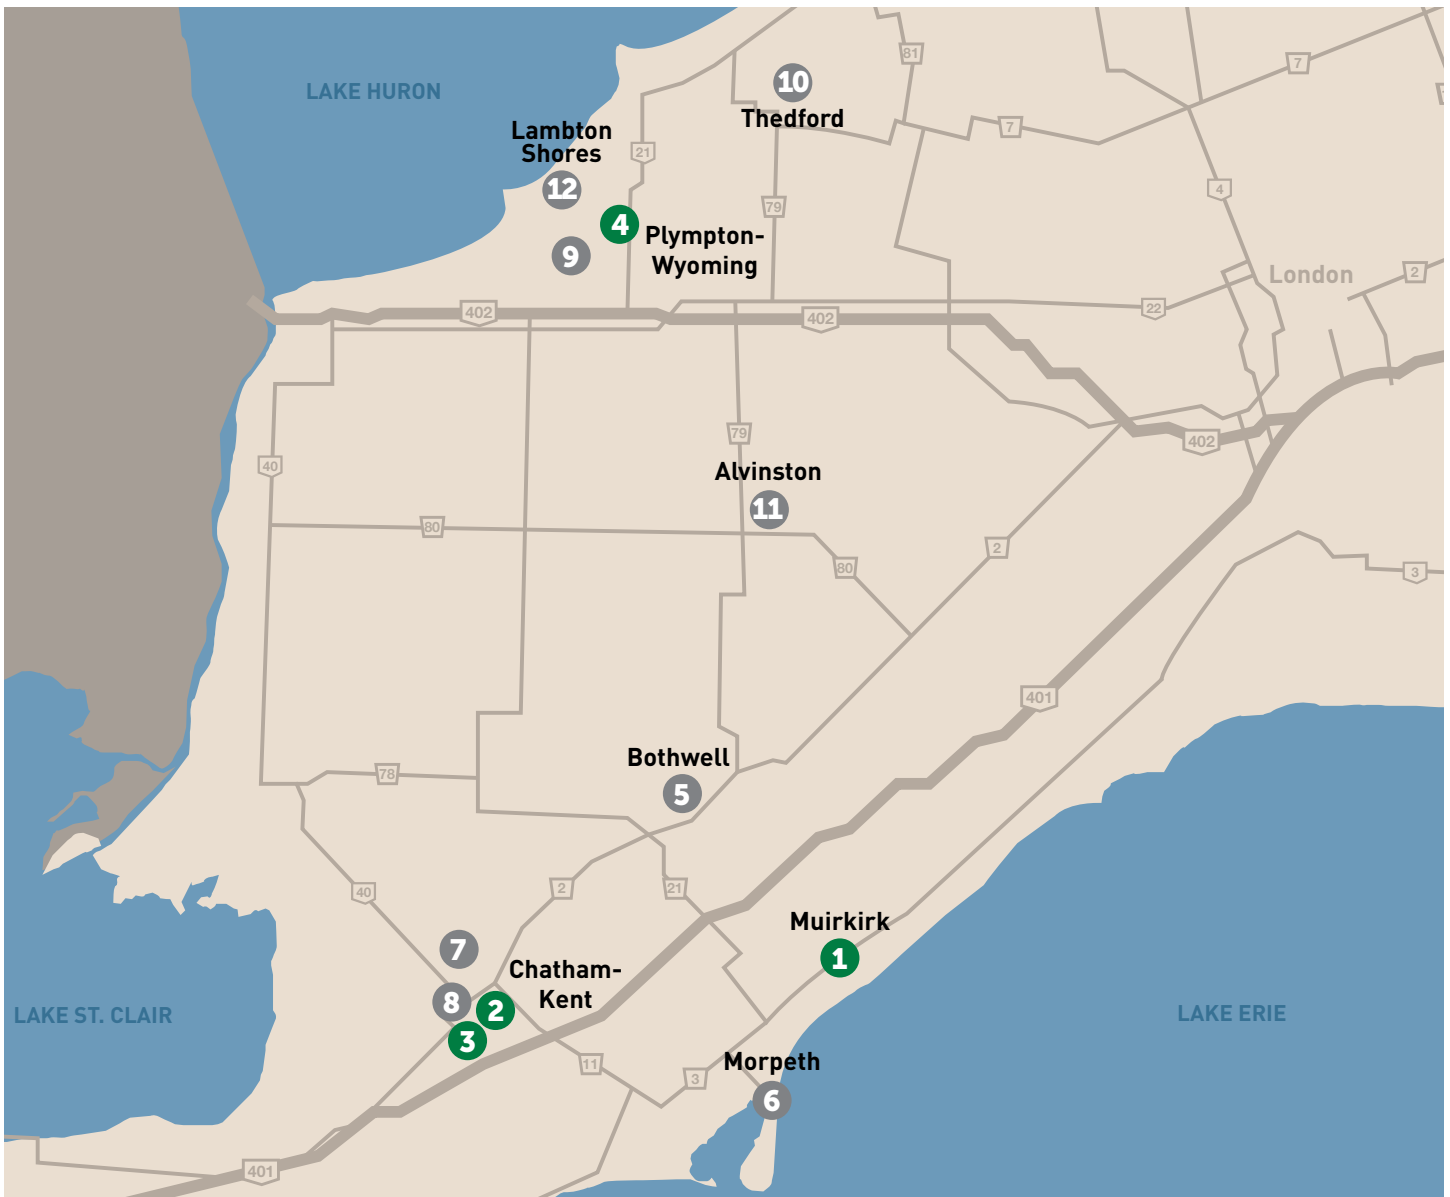 81
7
10
LAKE HURON
Thedford
Lambton
Shores
7
21
12
4
79
4
Plympton-
Wyoming
9
London
2
402
402
22
79
402
40
Alvinston
11
80
2
80
3
401
Bothwell
5
78
40
2
21
Muirkirk
1
7
Chatham-
Kent
8
2
3
LAKE ST. CLAIR
LAKE ERIE
11
3
Morpeth
6
401